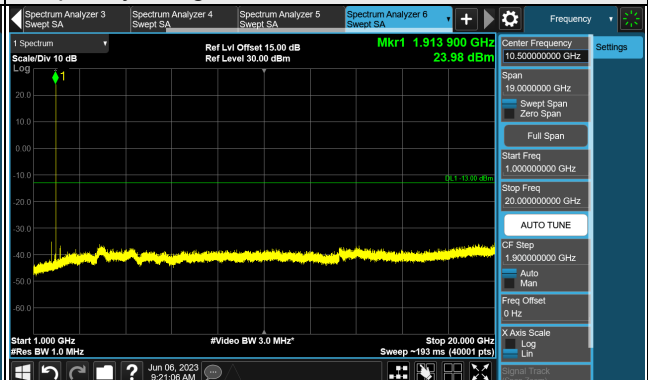 Spectrum Analyzer 3
Swept SA
Spectrum Analyzer 4
Swept SA
Spectrum Analyzer 5
Swept SA
Spectrum Analyzer 6
Swept SA
+
Frequency
1 Spectrum
Scale/Div 10 dB
Log
Ref Lvl Offset 15.00 dB
Ref Level 30.00 dBm
Mkr1 1.913 900 GHz
23.98 dBm
1
20.0
10.0
0.00
-10.0
-20.0
-30.0
-40.0
-50.0
-60.0
DL1 -13.00 dBm
Start 1.000 GHz
#Res BW 1.0 MHz
#Video BW 3.0 MHz*
Stop 20.000 GHz
Sweep ~193 ms (40001 pts)
Center Frequency
10.500000000 GHz
Settings
Span
19.0000000 GHz
Swept Span
Zero Span
Full Span
Start Freq
1.000000000 GHz
Stop Freq
20.000000000 GHz
AUTO TUNE
CF Step
1.900000000 GHz
Auto
Man
Freq Offset
0 Hz
X Axis Scale
Log
Lin
Signal Track
?
Jun 06, 2023
9:21:06 AM